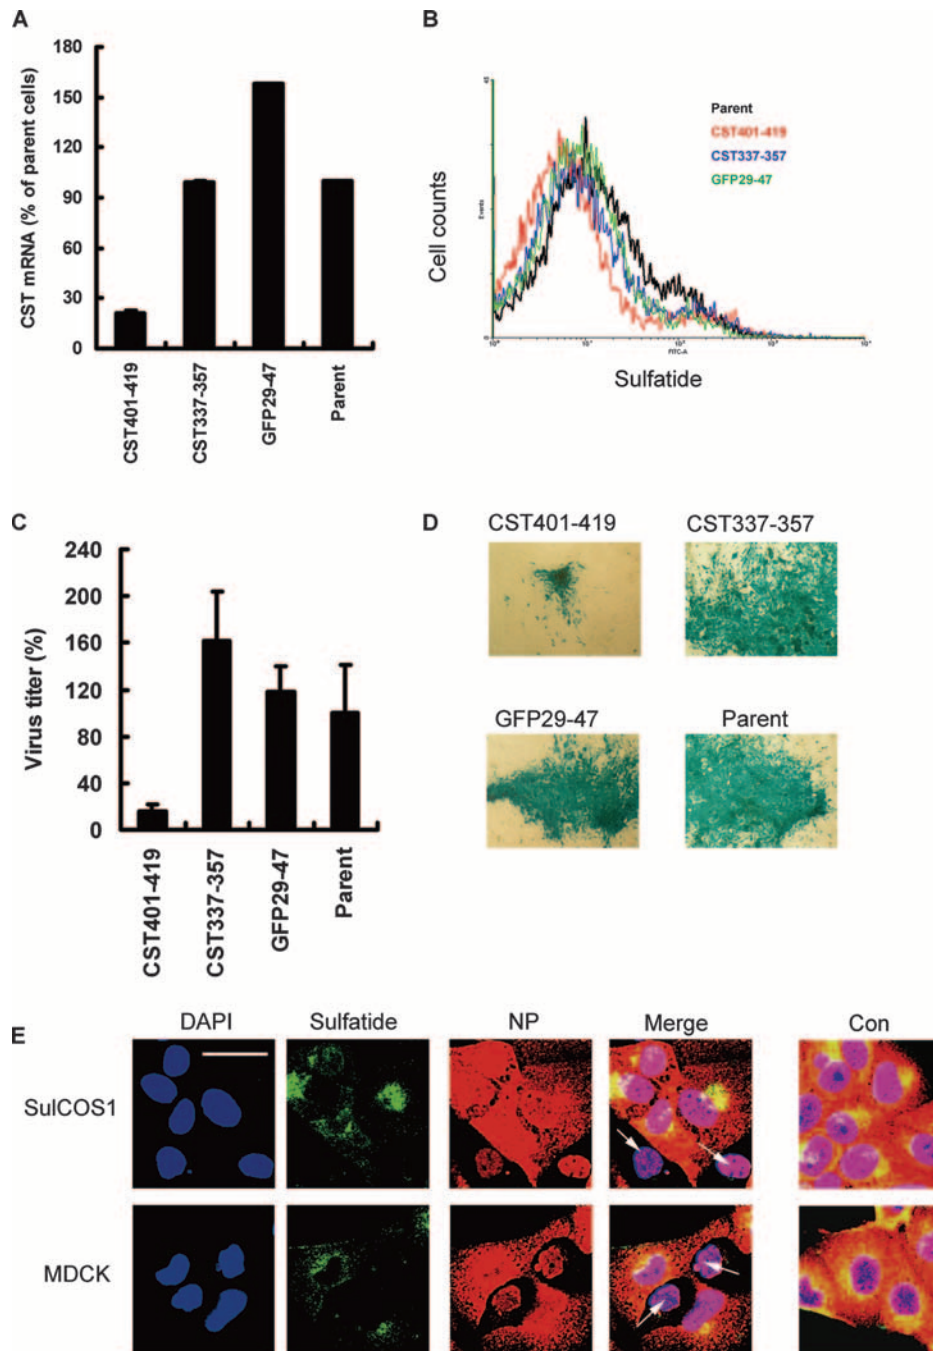 A
CST mRNA (% of parent cells)
180
150
120
90
60
30
0
CST401-419
CST337-357
GFP29-47
Parent
B
Cell counts
Events
Parent
CST401-419
CST337-357
GFP29-47
FITC-A
Sulfatide
C
Virus titer (%)
240
200
160
120
80
40
0
CST401-419
CST337-357
GFP29-47
Parent
D
CST401-419
CST337-357
GFP29-47
Parent
E
DAPI
Sulfatide
NP
Merge
Con
SulCOS1
MDCK